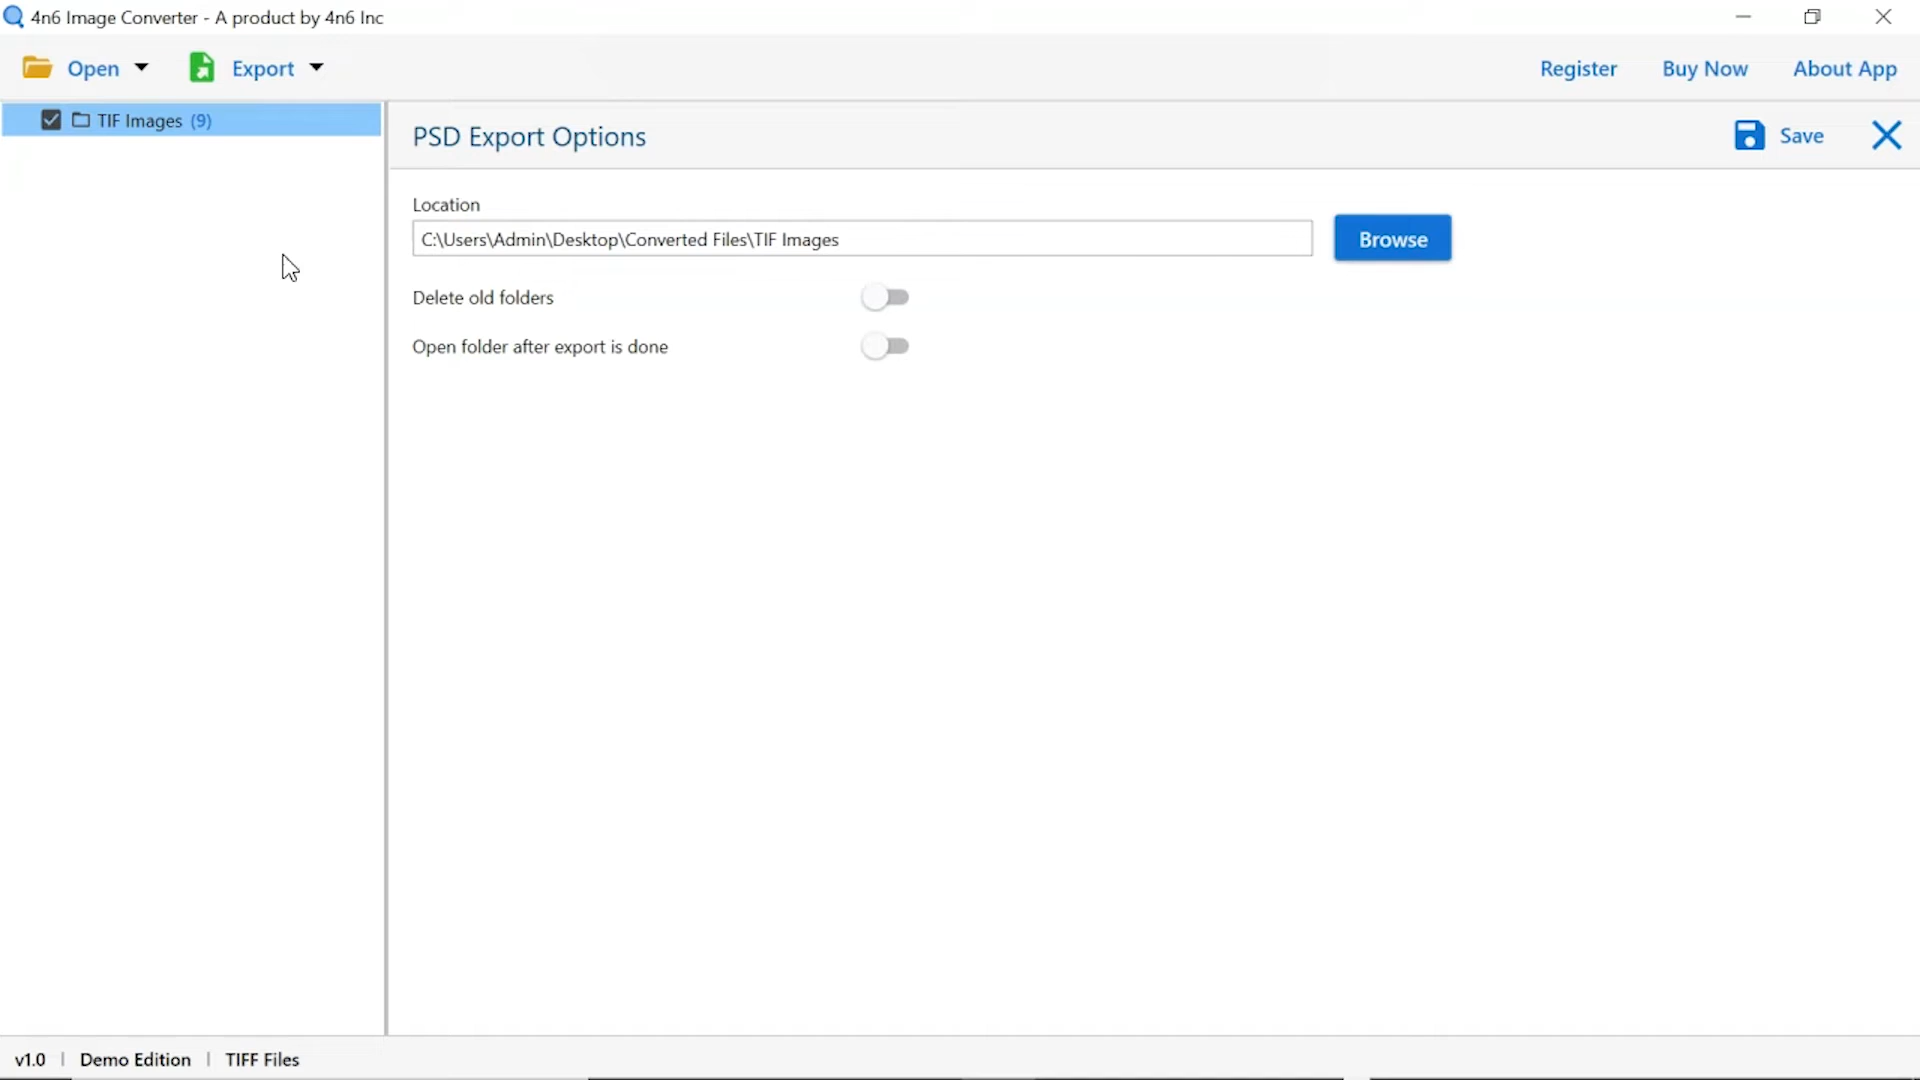 4n6 Image Converter - A product by 4n6 Inc
Open Export Register Buy Now About App
TIF Images (9)
PSD Export Options Save
Location
C:\Users\Admin\Desktop\Converted Files\TIF Images Browse
Delete old folders
Open folder after export is done
v1.0 | Demo Edition | TIFF Files